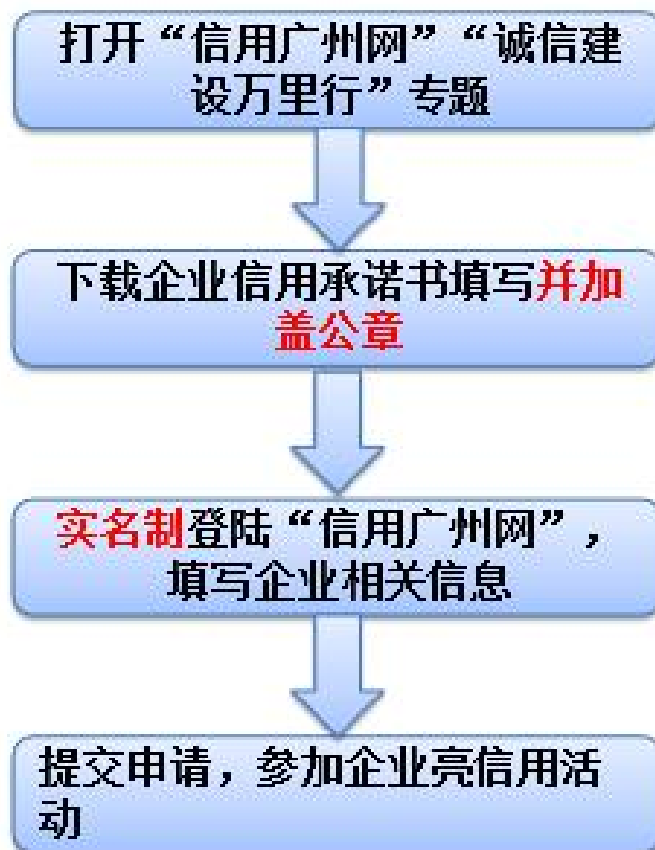 打开“信用广州网”“诚信建
设万里行”专题
下载企业信用承诺书填写并加
盖公章
实名制登陆“信用广州网”，
填写企业相关信息
提交申请，参加企业亮信用活
动